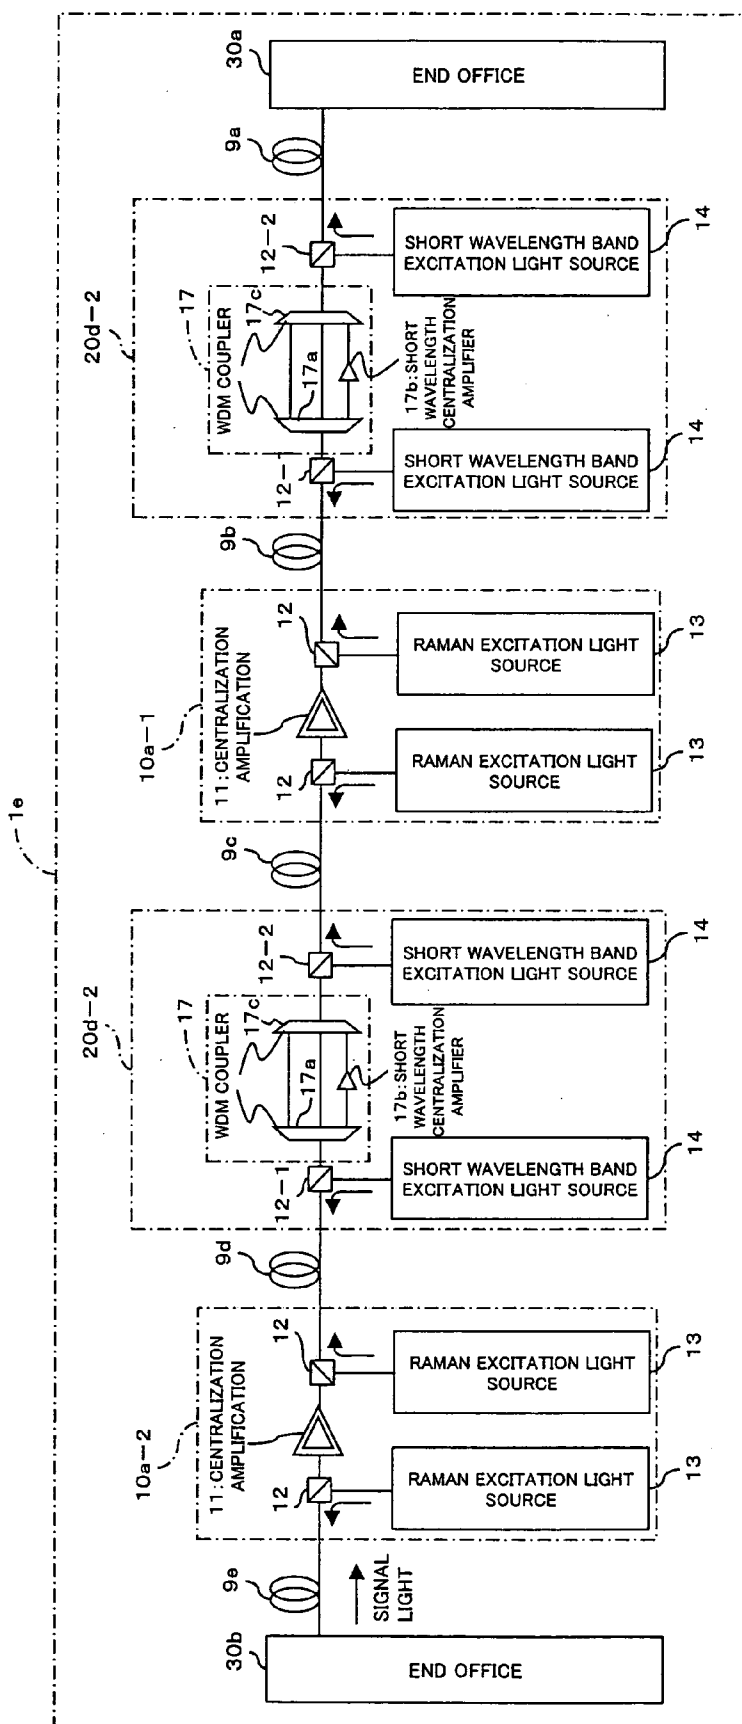 1e
30a
END OFFICE
9a
20d-2
12-2
14
SHORT WAVELENGTH BAND
EXCITATION LIGHT SOURCE
17
WDM COUPLER
17c
17a
17b:SHORT
WAVELENGTH
CENTRALIZATION
AMPLIFIER
12-1
14
SHORT WAVELENGTH BAND
EXCITATION LIGHT SOURCE
9b
10a-1
12
13
RAMAN EXCITATION LIGHT
SOURCE
11:CENTRALIZATION
AMPLIFICATION
12
13
RAMAN EXCITATION LIGHT
SOURCE
9c
20d-2
12-2
14
SHORT WAVELENGTH BAND
EXCITATION LIGHT SOURCE
17
WDM COUPLER
17c
17a
17b:SHORT
WAVELENGTH
CENTRALIZATION
AMPLIFIER
12-1
14
SHORT WAVELENGTH BAND
EXCITATION LIGHT SOURCE
9d
10a-2
12
13
RAMAN EXCITATION LIGHT
SOURCE
11:CENTRALIZATION
AMPLIFICATION
12
13
RAMAN EXCITATION LIGHT
SOURCE
9e
SIGNAL
LIGHT
30b
END OFFICE